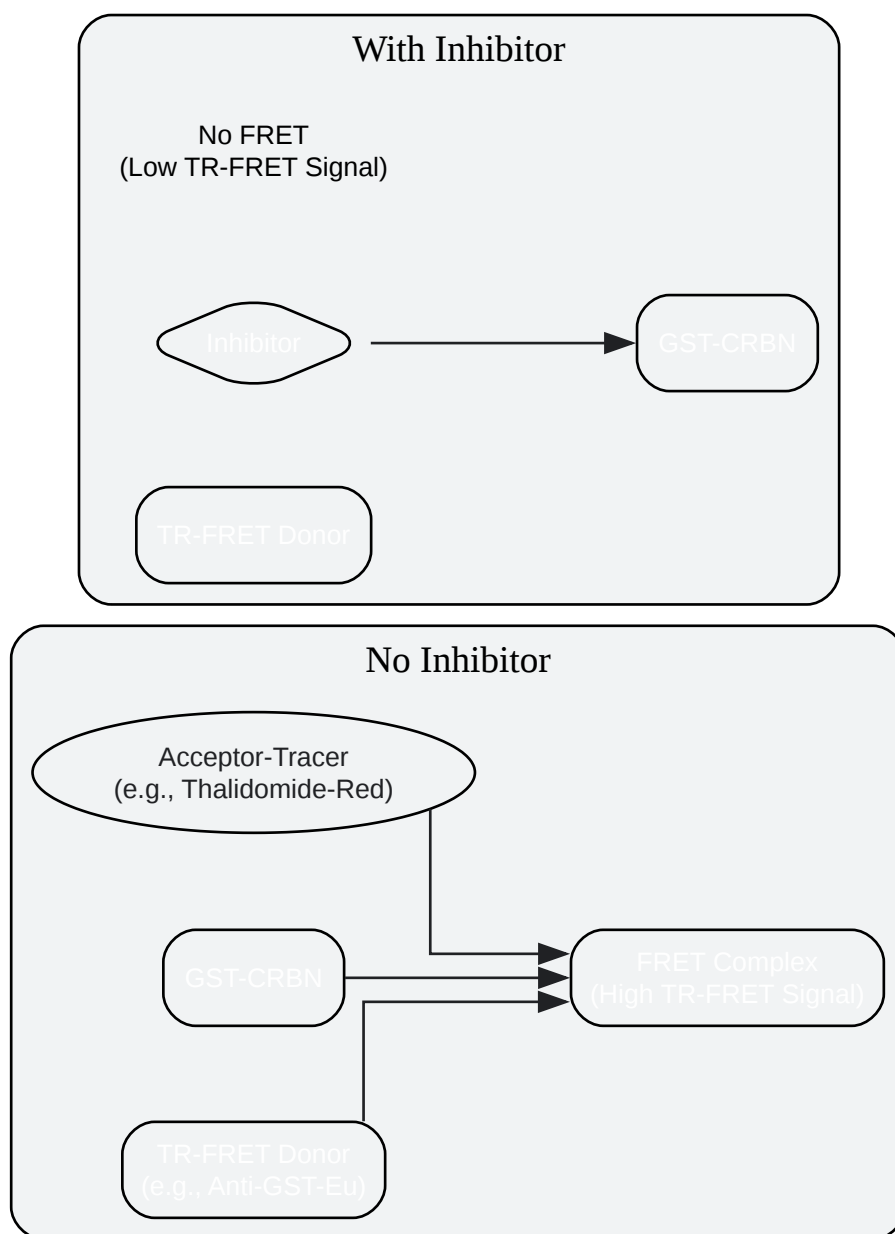 With Inhibitor
No FRET
(Low TR-FRET Signal)
Inhibitor
GST-CRBN
TR-FRET Donor
No Inhibitor
Acceptor-Tracer
(e.g., Thalidomide-Red)
GST-CRBN
FRET Complex
(High TR-FRET Signal)
TR-FRET Donor
(e.g., Anti-GST-Eu)